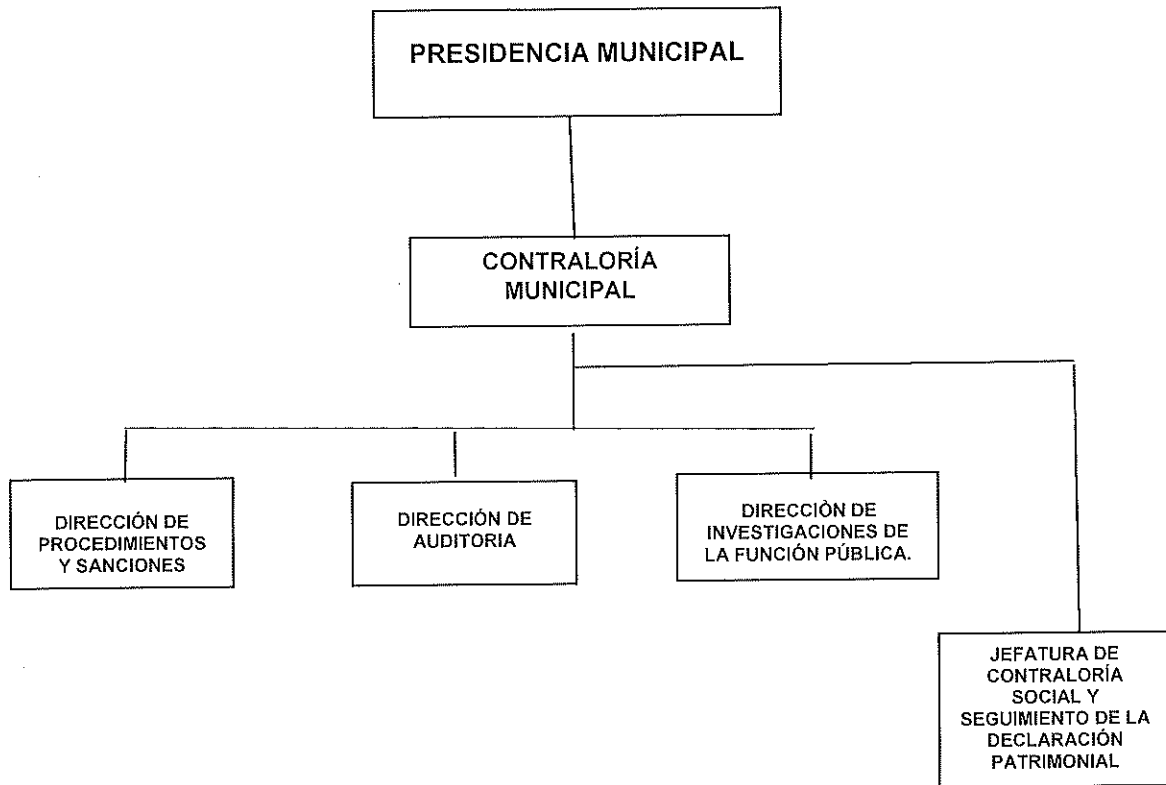 PRESIDENCIA MUNICIPAL
CONTRALORÍA
MUNICIPAL
DIRECCIÓN DE
PROCEDIMIENTOS
Y SANCIONES
DIRECCIÓN DE
AUDITORIA
DIRECCIÒN DE
INVESTIGACIONES DE
LA FUNCIÓN PÚBLICA.
JEFATURA DE
CONTRALORÍA
SOCIAL Y
SEGUIMIENTO DE LA
DECLARACIÓN
PATRIMONIAL